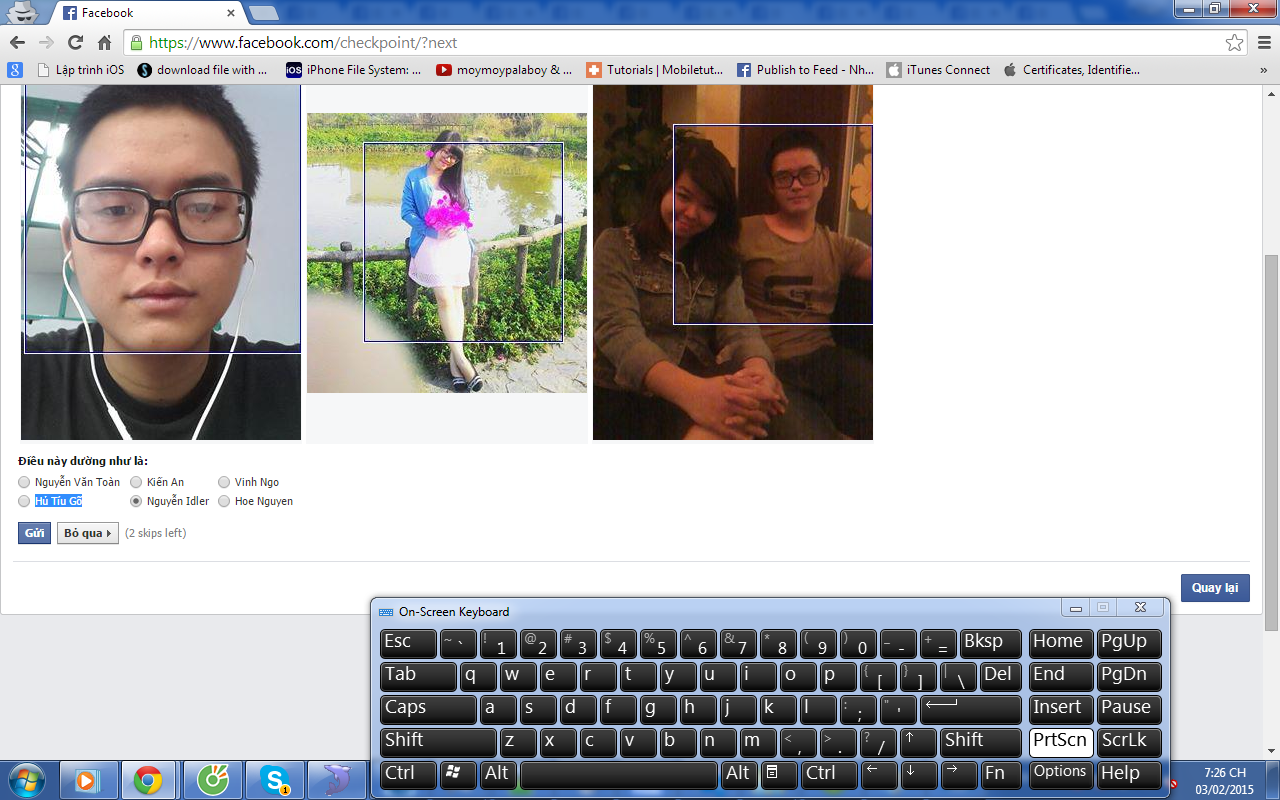 Facebook
https://www.facebook.com/checkpoint/?next
Lập trình iOS
download file with ...
iOS
iPhone File System: ...
moymoypalaboy & ...
Tutorials | Mobiletut...
Publish to Feed - Nh...
iTunes Connect
Certificates, Identifie...
»
Điều này dường như là:
Nguyễn Văn Toàn Kiến An Vinh Ngo
Hủ Tíu Gõ Nguyễn Idler Hoe Nguyen
Gửi Bỏ qua (2 skips left)
Quay lại
On-Screen Keyboard
Esc ~ ` ! 1 @ 2 # 3 $ 4 % 5 ^ 6 & 7 * 8 ( 9 ) 0 _ - + = Bksp Home PgUp
Tab q w e r t y u i o p { [ } ] | \ Del End PgDn
Caps a s d f g h j k l : ; " ' Insert Pause
Shift z x c v b n m < , > . ? / ↑ Shift PrtScn ScrLk
Ctrl Alt Alt Ctrl ← ↓ → Fn Options Help
1
7:26 CH
03/02/2015